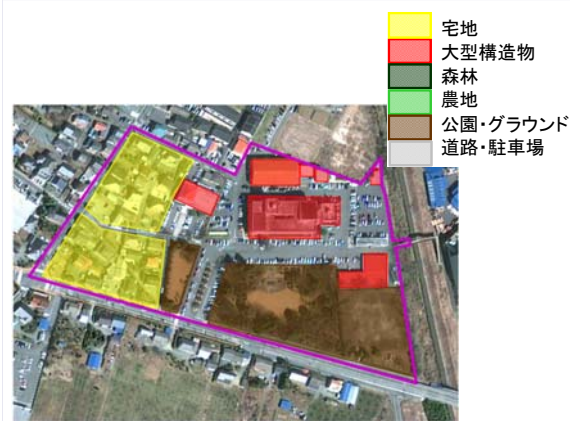 宅地
大型構造物
森林
農地
公園・グラウンド
道路・駐車場